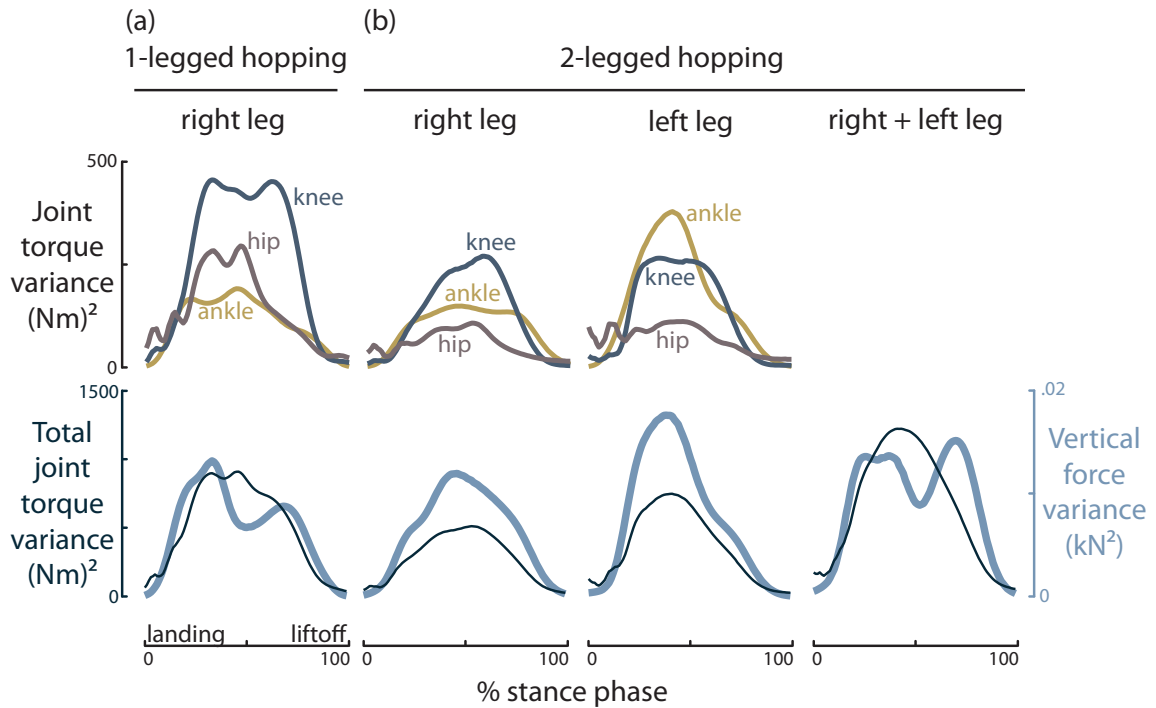 (a)
(b)
1-legged hopping
2-legged hopping
right leg
right leg
left leg
right + left leg
500
0
Joint
torque
variance
(Nm)²
knee
hip
ankle
knee
ankle
hip
ankle
knee
hip
1500
0
Total
joint
torque
variance
(Nm)²
.02
0
Vertical
force
variance
(kN²)
landing
liftoff
0
100
0
100
0
100
0
100
% stance phase